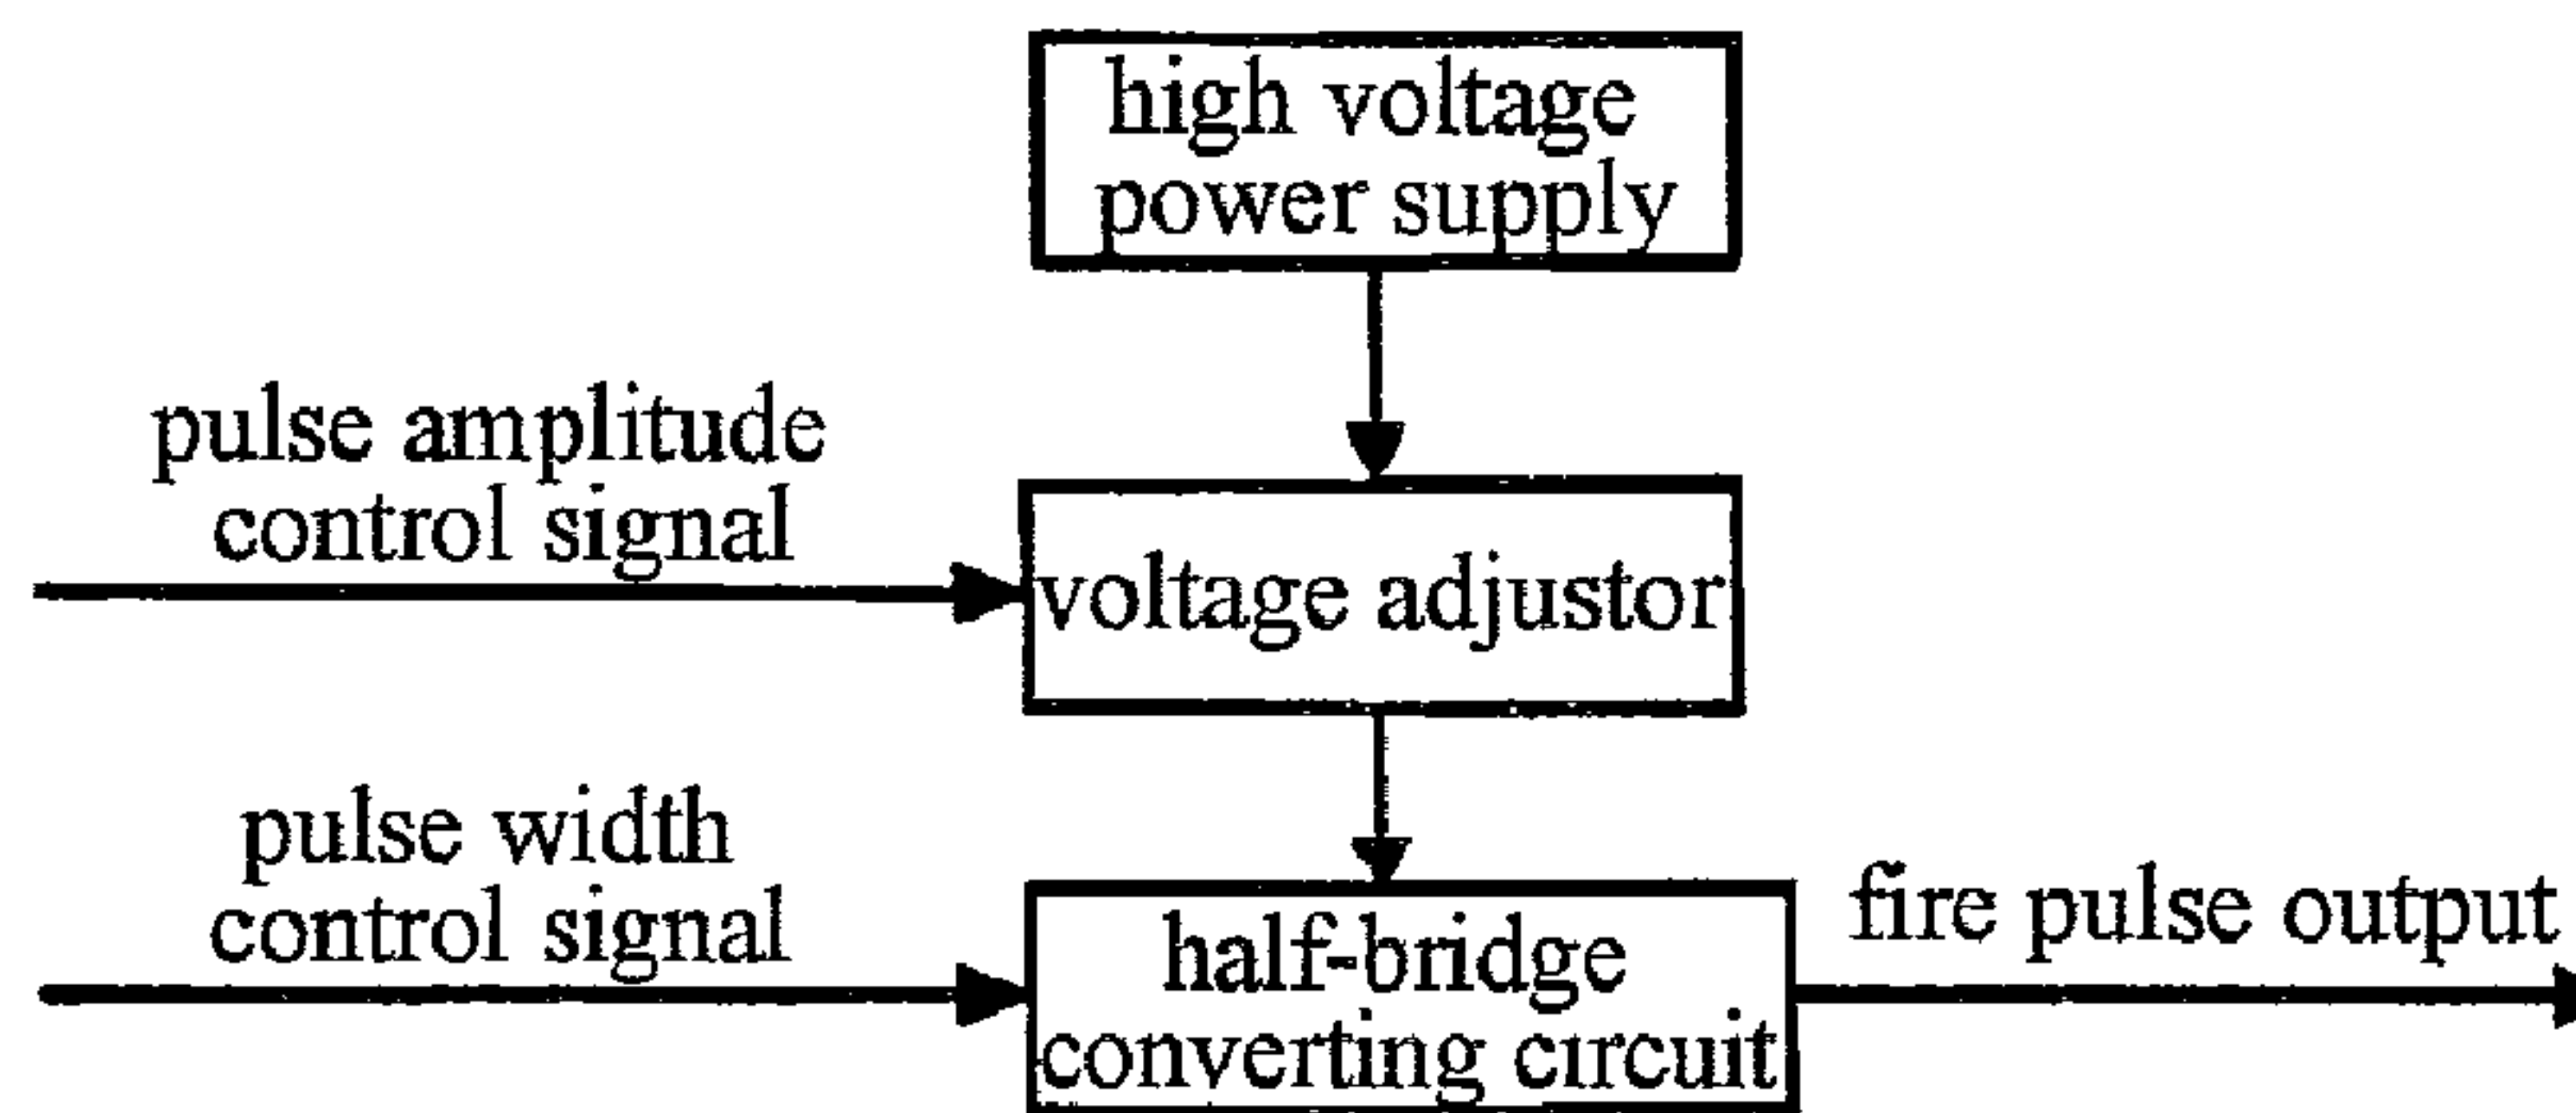 high voltage
power supply
pulse amplitude
control signal
voltage adjustor
pulse width
control signal
half-bridge
converting circuit
fire pulse output